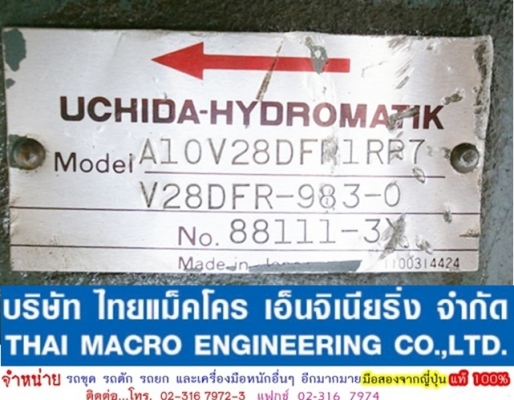 UCHIDA-HYDROMATIK
Model A10V28DFR1RP7
V28DFR-983-0
No. 88111-3
Made in Japan 1100314424
บริษัท ไทยแม็คโคร เอ็นจิเนียริ่ง จำกัด
THAI MACRO ENGINEERING CO.,LTD.
จำหน่าย รถขุด รถตัก รถยก และเครื่องมือหนักอื่นๆ อีกมากมายมือสองจากญี่ปุ่น แท้ 100%
ติดต่อ...โทร. 02-316 7972-3 แฟกซ์ 02-316 7974